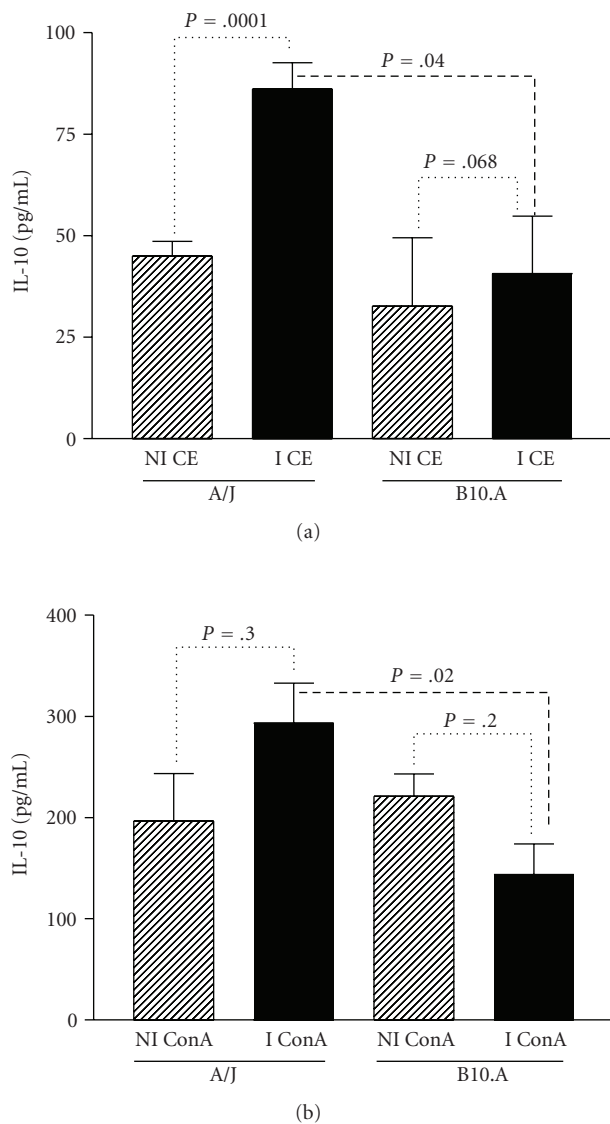 P = .0001
100
P = .04
75
P = .068
50
25
0
IL-10 (pg/mL)
NI CE I CE NI CE I CE
A/J B10.A
(a)
400
P = .3
P = .02
300
P = .2
200
100
0
IL-10 (pg/mL)
NI ConA I ConA NI ConA I ConA
A/J B10.A
(b)